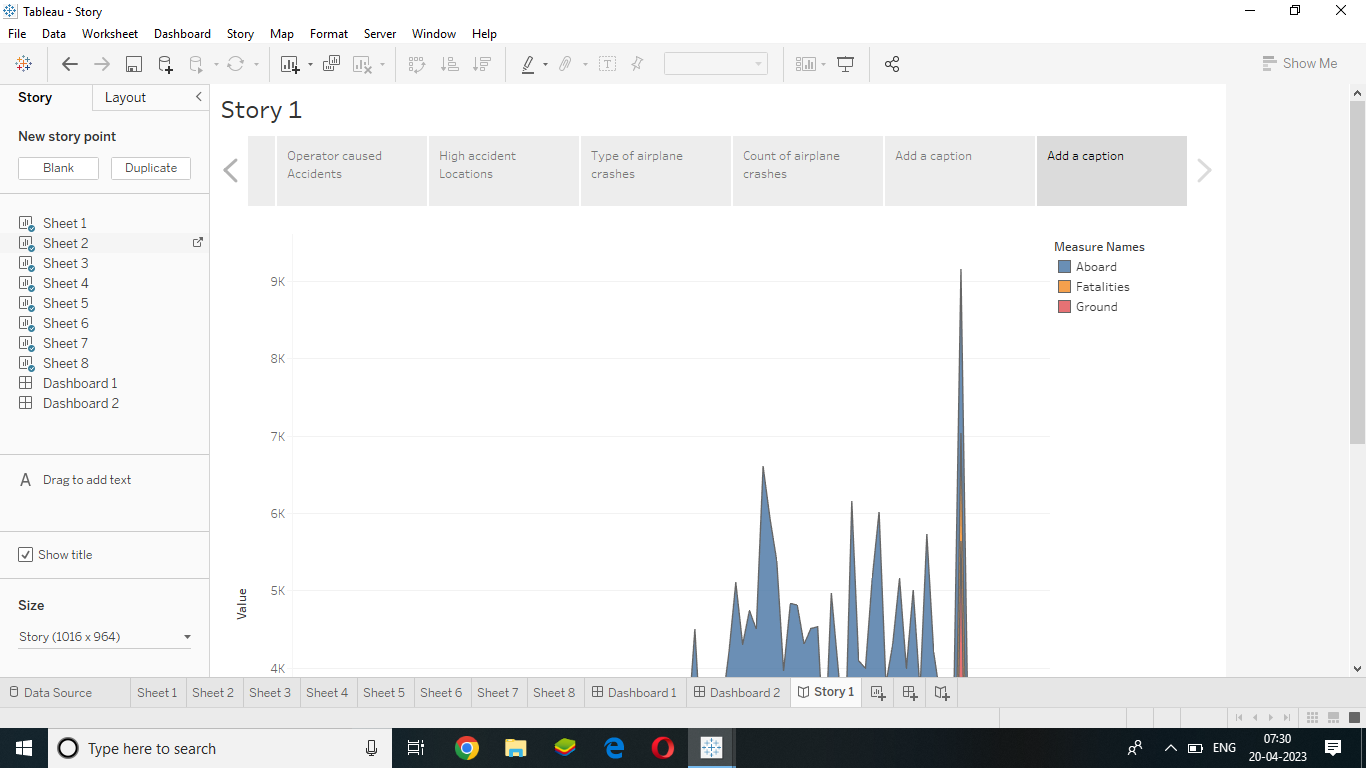 Tableau - Story
File Data Worksheet Dashboard Story Map Format Server Window Help
Show Me
Story Layout
New story point
Blank Duplicate
Sheet 1
Sheet 2
Sheet 3
Sheet 4
Sheet 5
Sheet 6
Sheet 7
Sheet 8
Dashboard 1
Dashboard 2
A Drag to add text
Show title
Size
Story (1016 x 964)
Story 1
Operator caused
Accidents
High accident
Locations
Type of airplane
crashes
Count of airplane
crashes
Add a caption
Add a caption
9K
8K
7K
6K
5K
4K
Value
Measure Names
Aboard
Fatalities
Ground
Data Source Sheet 1 Sheet 2 Sheet 3 Sheet 4 Sheet 5 Sheet 6 Sheet 7 Sheet 8 Dashboard 1 Dashboard 2 Story 1
Type here to search
ENG
07:30
20-04-2023